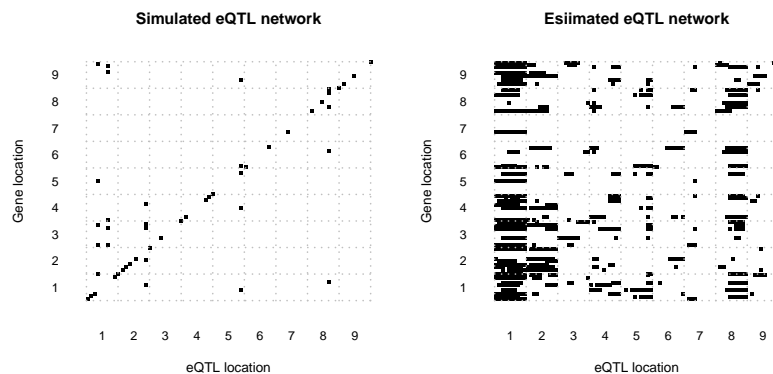 Simulated eQTL network
Gene location
9
8
7
6
5
4
3
2
1
1 2 3 4 5 6 7 8 9
eQTL location
Esiimated eQTL network
Gene location
9
8
7
6
5
4
3
2
1
1 2 3 4 5 6 7 8 9
eQTL location